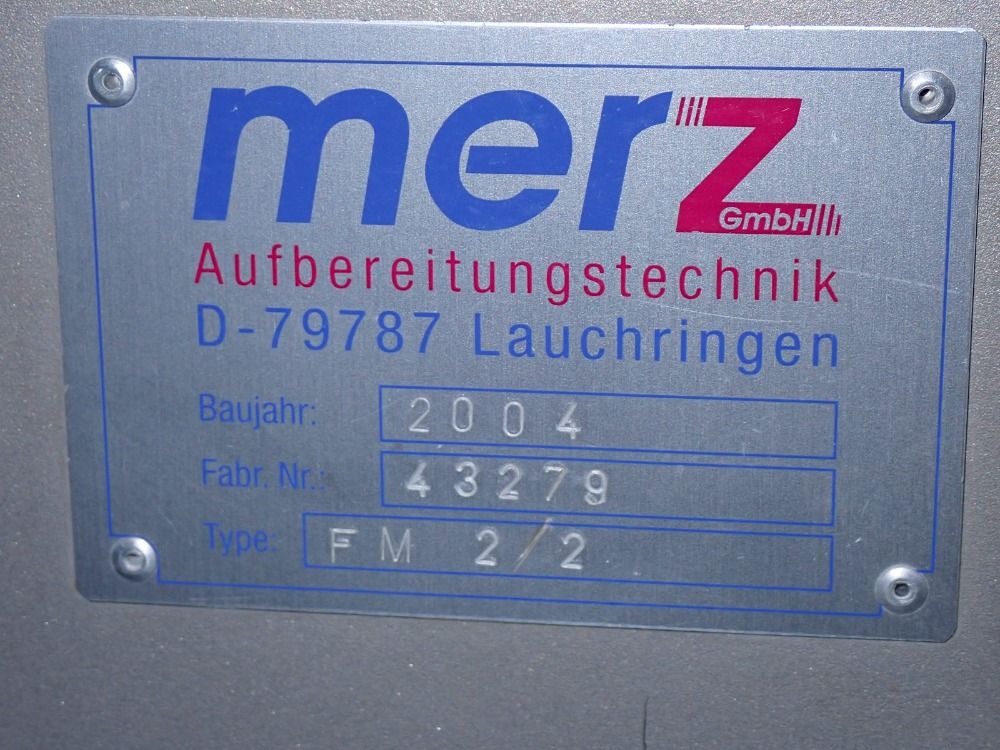 merz
GmbH
Aufbereitungstechnik
D-79787 Lauchringen
Baujahr: 2004
Fabr. Nr.: 43279
Type: FM 2/2